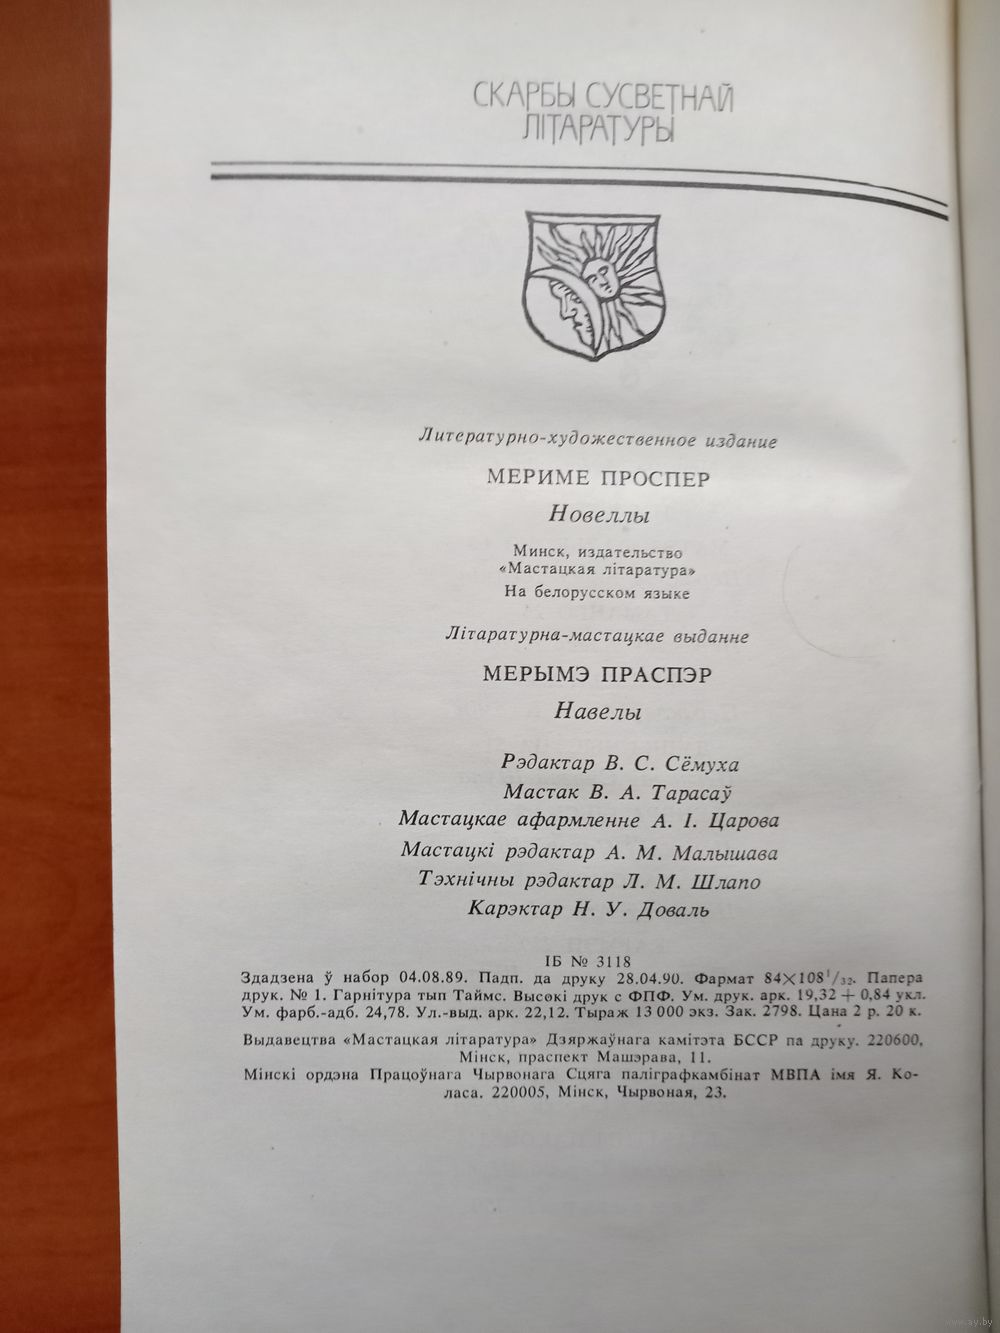 СКАРБЫ СУСВЕТНАЙ
ЛІТАРАТУРЫ
Литературно-художественное издание
МЕРИМЕ ПРОСПЕР
Новеллы
Минск, издательство
«Мастацкая літаратура»
На белорусском языке
Літаратурна-мастацкае выданне
МЕРЫМЭ ПРАСПЭР
Навелы
Рэдактар В. С. Сёмуха
Мастак В. А. Тарасаў
Мастацкае афармленне А. І. Царова
Мастацкі рэдактар А. М. Малышава
Тэхнічны рэдактар Л. М. Шлапо
Карэктар Н. У. Доваль
ІБ № 3118
Здадзена ў набор 04.08.89. Падп. да друку 28.04.90. Фармат 84×108¹/₃₂. Папера
друк. № 1. Гарнітура тып Таймс. Высокі друк с ФПФ. Ум. друк. арк. 19,32 + 0,84 укл.
Ум. фарб.-адб. 24,78. Ул.-выд. арк. 22,12. Тыраж 13 000 экз. Зак. 2798. Цана 2 р. 20 к.
Выдавецтва «Мастацкая літаратура» Дзяржаўнага камітэта БССР па друку. 220600,
Мінск, праспект Машэрава, 11.
Мінскі ордэна Працоўнага Чырвонага Сцяга паліграфкамбінат МВПА імя Я. Ко-
ласа. 220005, Мінск, Чырвоная, 23.
www.ay.by